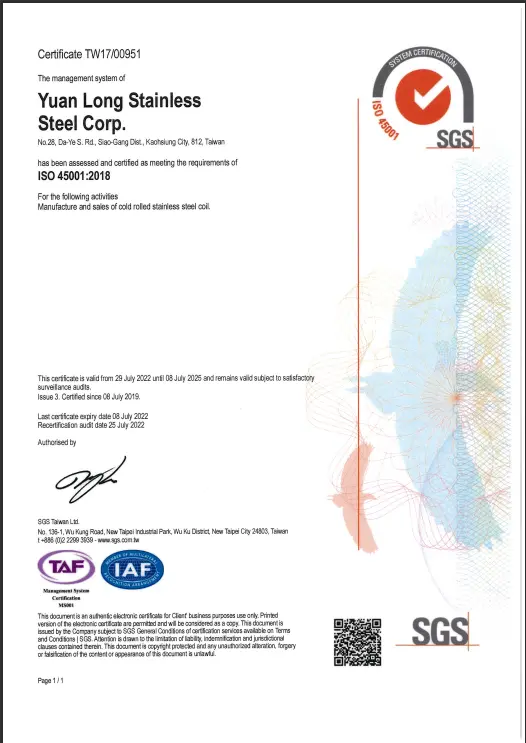 Certificate TW17/00951
The management system of
Yuan Long Stainless
Steel Corp.
No.28, Da-Ye S. Rd., Siao-Gang Dist., Kaohsiung City, 812, Taiwan
has been assessed and certified as meeting the requirements of
ISO 45001:2018
For the following activities
Manufacture and sales of cold rolled stainless steel coil.
SYSTEM CERTIFICATION
ISO 45001
SGS
This certificate is valid from 29 July 2022 until 08 July 2025 and remains valid subject to satisfactory
surveillance audits.
Issue 3. Certified since 08 July 2019.
Last certificate expiry date 08 July 2022
Recertification audit date 25 July 2022
Authorised by
SGS Taiwan Ltd.
No. 136-1, Wu Kung Road, New Taipei Industrial Park, Wu Ku District, New Taipei City 24803, Taiwan
t +886 (0)2 2299 3939 - www.sgs.com.tw
TAF
Management System
Certification
MS001
MEMBER OF MULTILATERAL
IAF
RECOGNITION ARRANGEMENT
This document is an authentic electronic certificate for Client' business purposes use only. Printed
version of the electronic certificate are permitted and will be considered as a copy. This document is
issued by the Company subject to SGS General Conditions of certification services available on Terms
and Conditions | SGS. Attention is drawn to the limitation of liability, indemnification and jurisdictional
clauses contained therein. This document is copyright protected and any unauthorized alteration, forgery
or falsification of the content or appearance of this document is unlawful.
SGS
Page 1 / 1